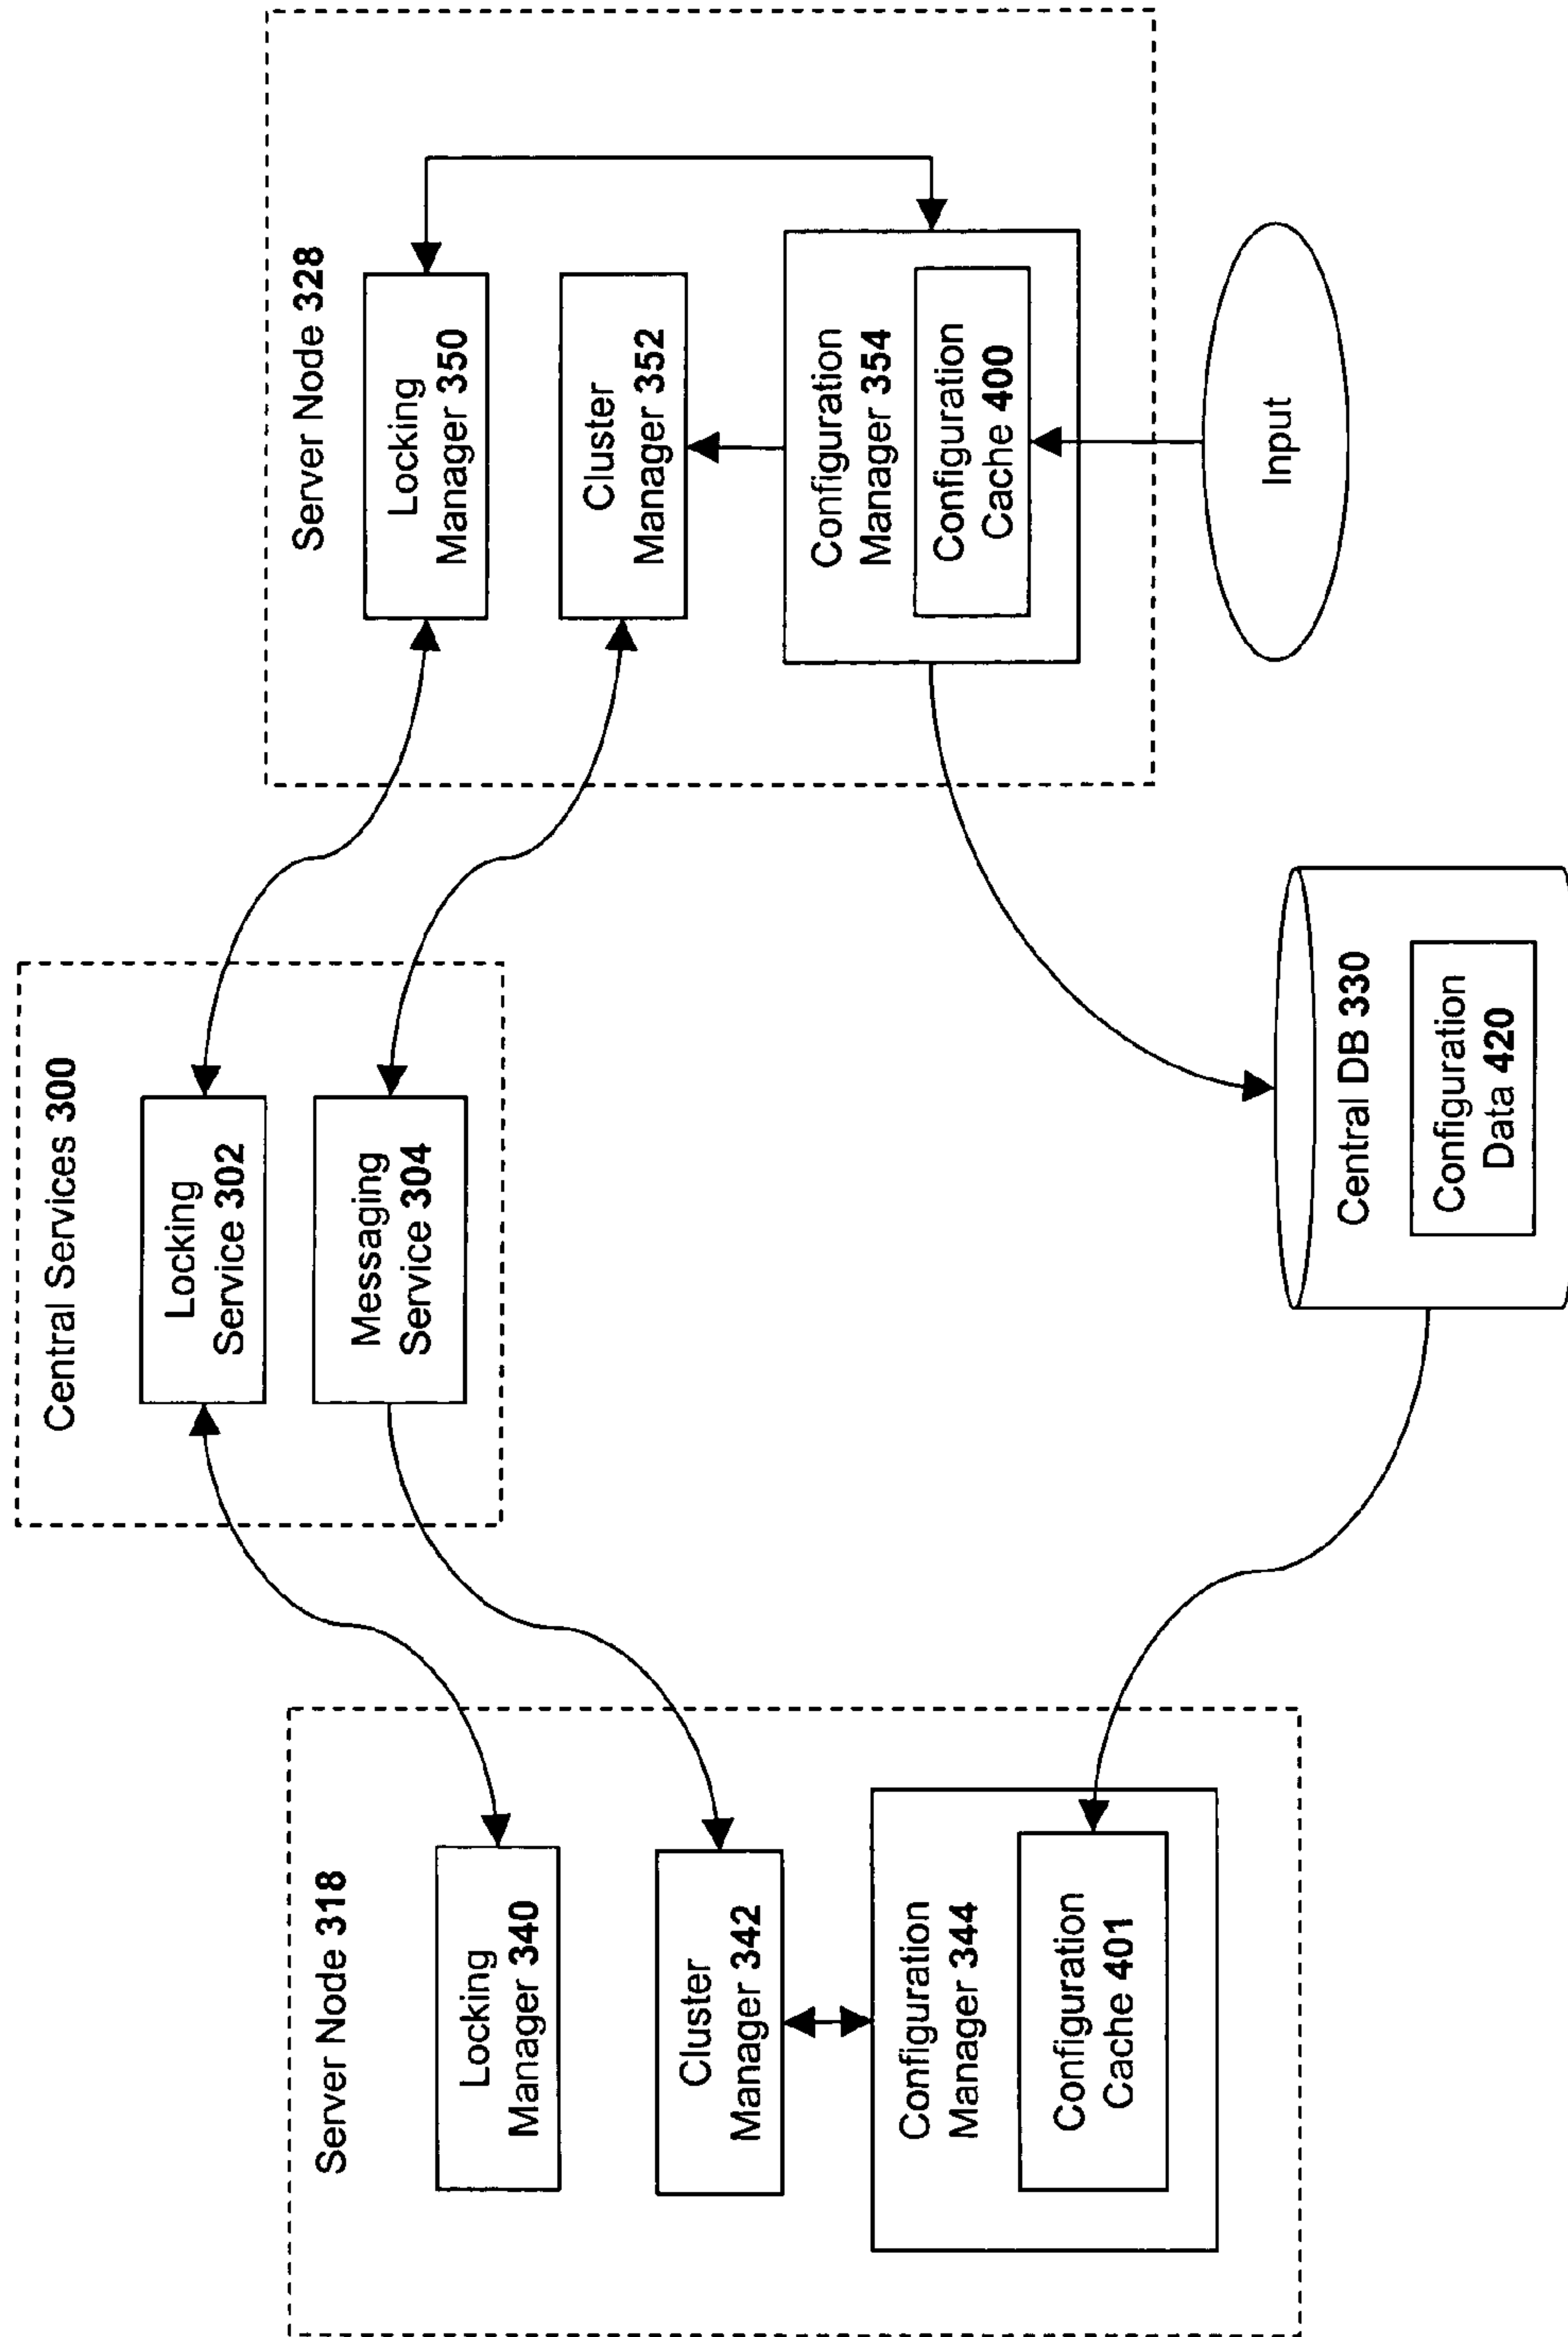 Central Services 300
Locking
Service 302
Messaging
Service 304
Server Node 318
Locking
Manager 340
Cluster
Manager 342
Configuration
Manager 344
Configuration
Cache 401
Server Node 328
Locking
Manager 350
Cluster
Manager 352
Configuration
Manager 354
Configuration
Cache 400
Central DB 330
Configuration
Data 420
Input